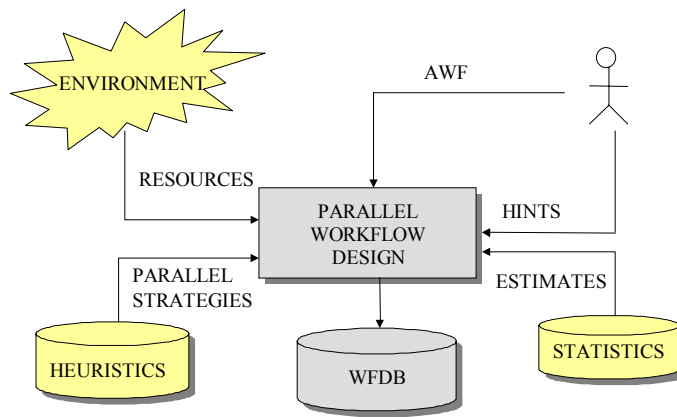 ENVIRONMENT
AWF
RESOURCES
PARALLEL
WORKFLOW
DESIGN
HINTS
PARALLEL
STRATEGIES
ESTIMATES
HEURISTICS
WFDB
STATISTICS